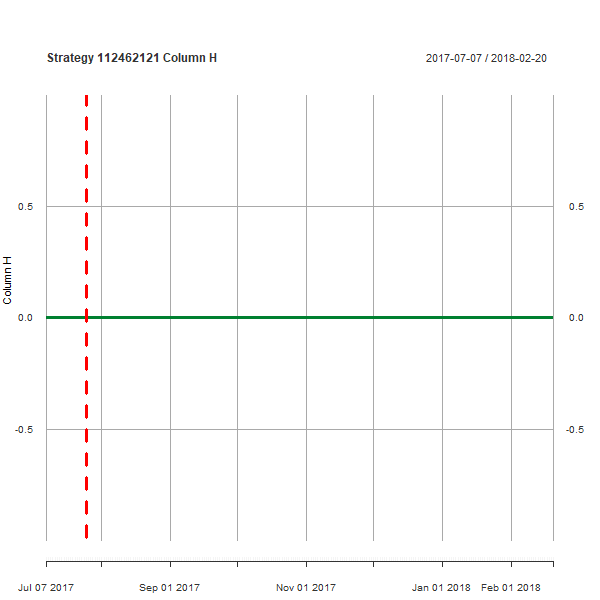 Strategy 112462121 Column H
2017-07-07 / 2018-02-20
0.5
0.5
Column H
0.0
0.0
-0.5
-0.5
Jul 07 2017
Sep 01 2017
Nov 01 2017
Jan 01 2018
Feb 01 2018